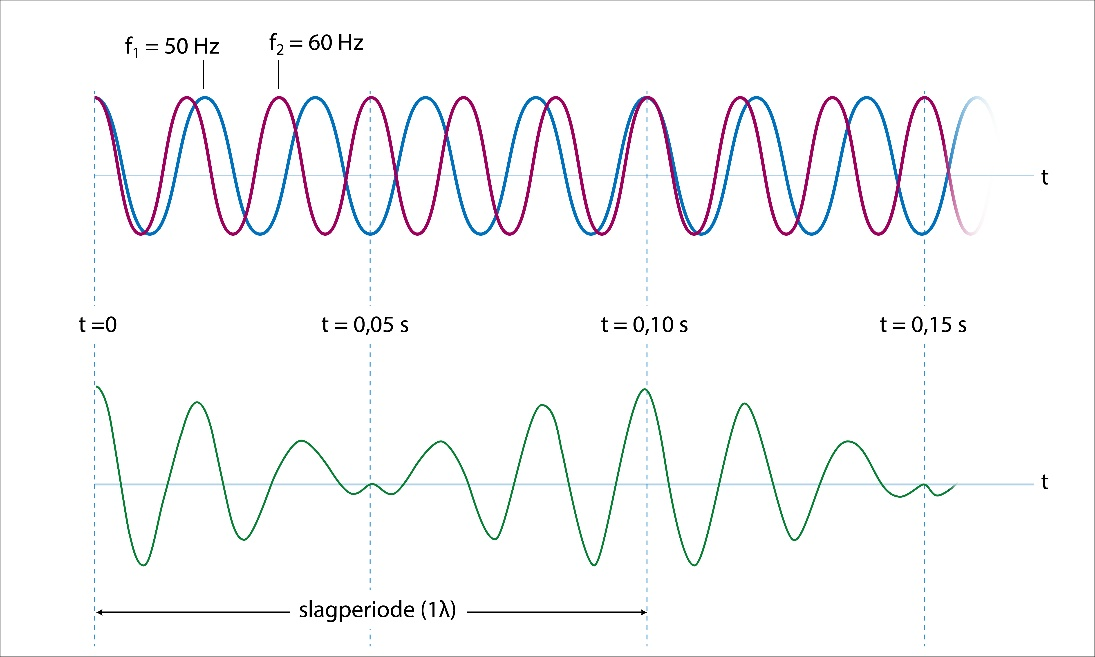 f₁ = 50 Hz
f₂ = 60 Hz
t
t =0
t = 0,05 s
t = 0,10 s
t = 0,15 s
t
slagperiode (1λ)